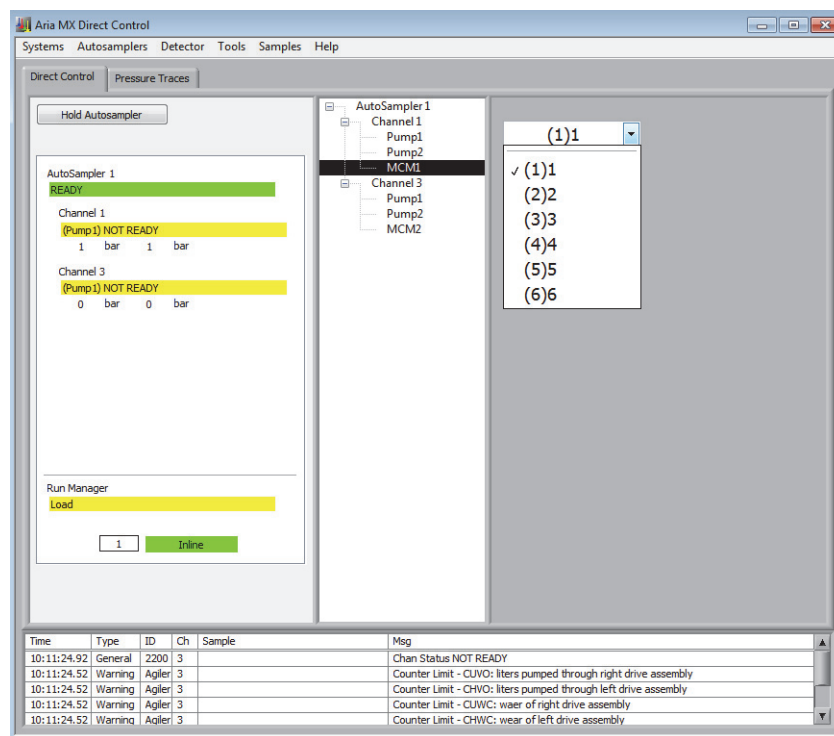 Aria MX Direct Control
Systems Autosamplers Detector Tools Samples Help
Direct Control Pressure Traces
Hold Autosampler
AutoSampler 1
READY
Channel 1
(Pump1) NOT READY
1 bar 1 bar
Channel 3
(Pump1) NOT READY
0 bar 0 bar
Run Manager
Load
1 Inline
AutoSampler1
Channel1
Pump1
Pump2
MCM1
Channel3
Pump1
Pump2
MCM2
(1)1
✓ (1)1
(2)2
(3)3
(4)4
(5)5
(6)6
Time Type ID Ch Sample Msg
10:11:24.92 General 2200 3 Chan Status NOT READY
10:11:24.52 Warning Agiler 3 Counter Limit - CUVO: liters pumped through right drive assembly
10:11:24.52 Warning Agiler 3 Counter Limit - CHVO: liters pumped through left drive assembly
10:11:24.52 Warning Agiler 3 Counter Limit - CUWC: waer of right drive assembly
10:11:24.52 Warning Agiler 3 Counter Limit - CHWC: wear of left drive assembly